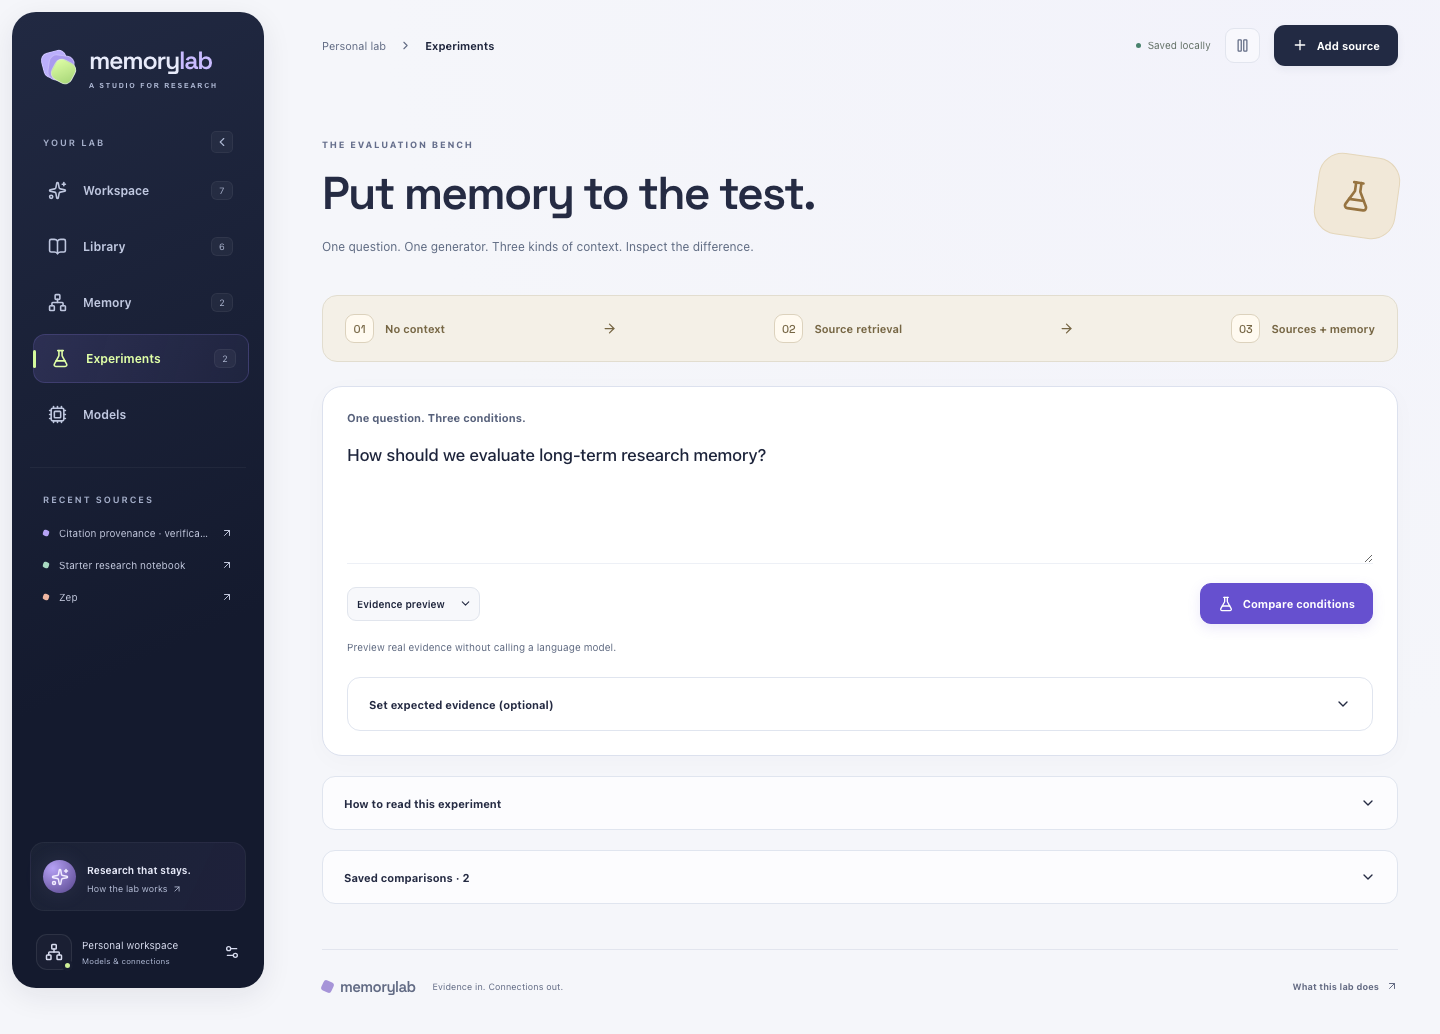 memorylab
A STUDIO FOR RESEARCH
YOUR LAB
Workspace 7
Library 6
Memory 2
Experiments 2
Models
RECENT SOURCES
Citation provenance · verifica...
Starter research notebook
Zep
Research that stays.
How the lab works
Personal workspace
Models & connections
Personal lab Experiments
Saved locally
Add source
THE EVALUATION BENCH
Put memory to the test.
One question. One generator. Three kinds of context. Inspect the difference.
01 No context
02 Source retrieval
03 Sources + memory
One question. Three conditions.
How should we evaluate long-term research memory?
Evidence preview
Compare conditions
Preview real evidence without calling a language model.
Set expected evidence (optional)
How to read this experiment
Saved comparisons · 2
memorylab Evidence in. Connections out.
What this lab does